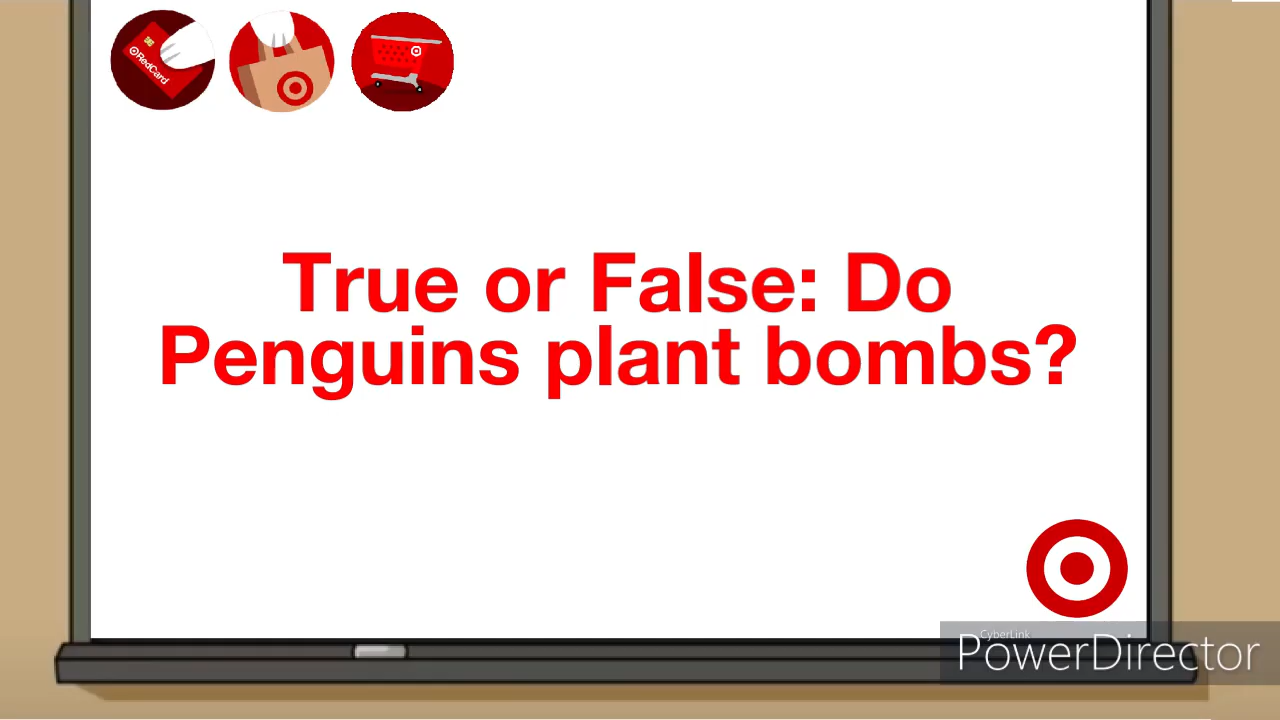 RedCard
True or False: Do
Penguins plant bombs?
CyberLink
PowerDirector